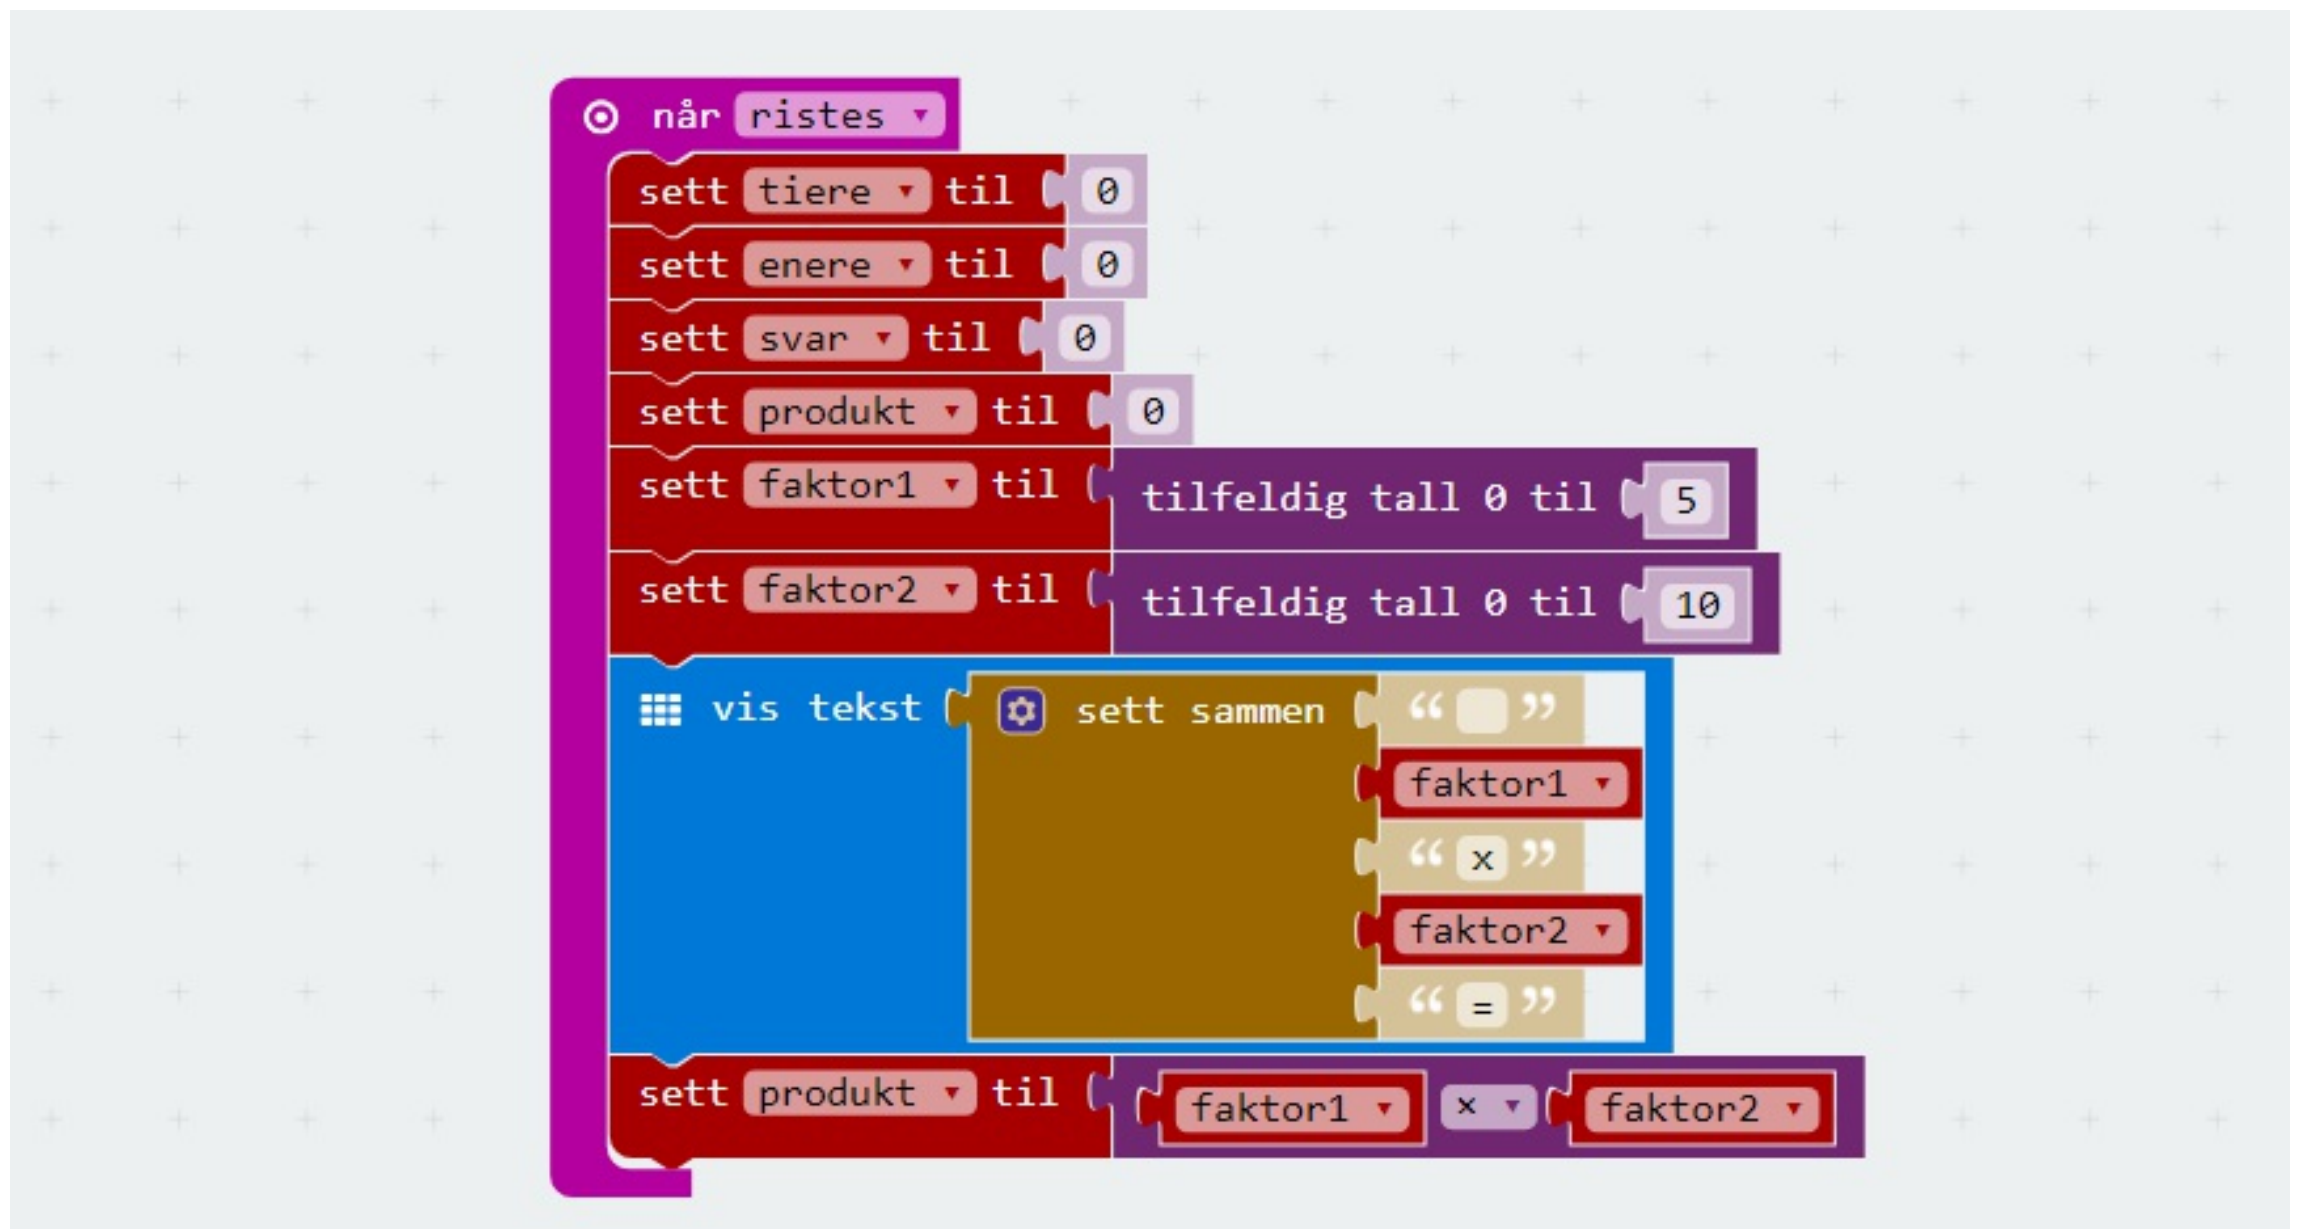 når ristes
sett tiere til 0
sett enere til 0
sett svar til 0
sett produkt til 0
sett faktor1 til tilfeldig tall 0 til 5
sett faktor2 til tilfeldig tall 0 til 10
vis tekst sett sammen “ ”
faktor1
“ x ”
faktor2
“ = ”
sett produkt til faktor1 × faktor2